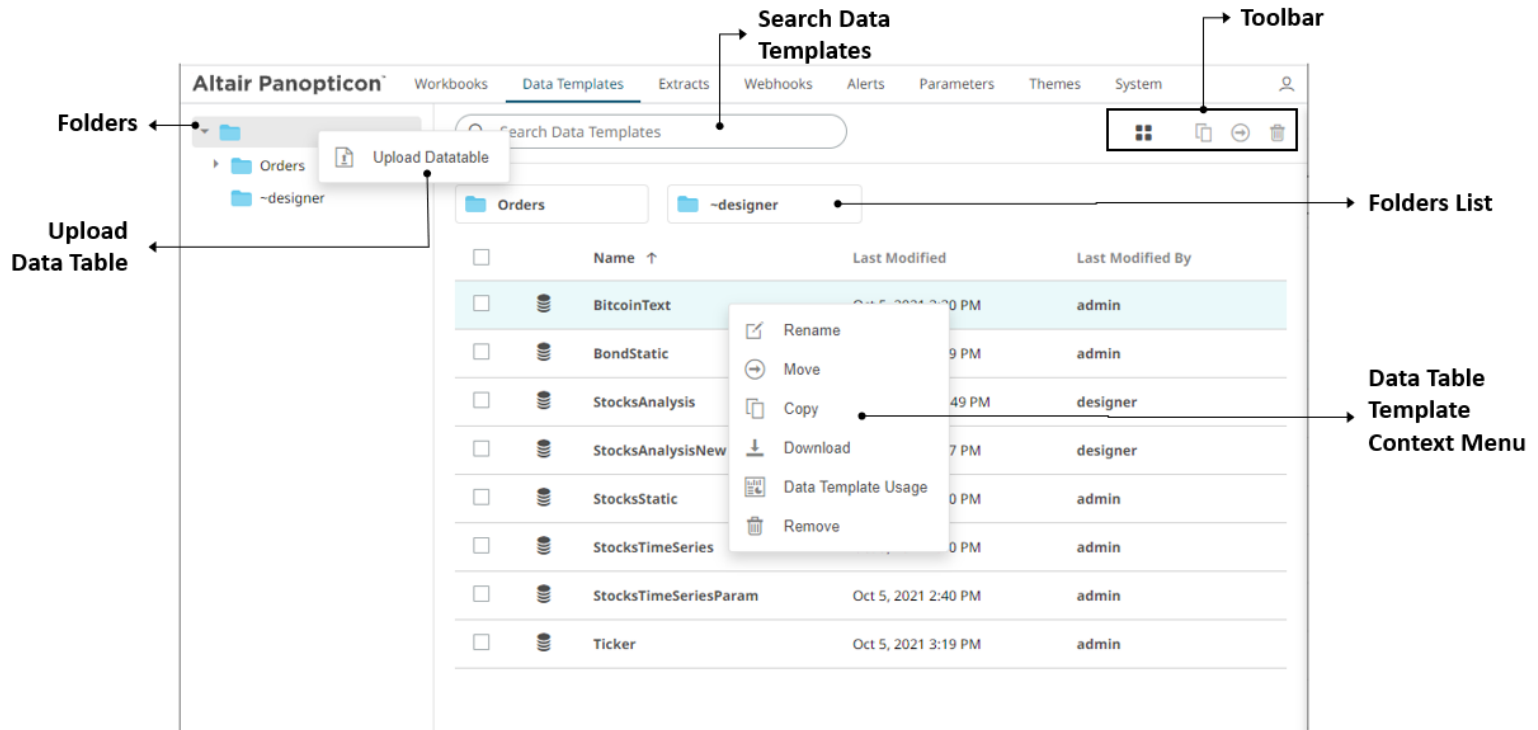 Search Data
Templates
Toolbar
Altair Panopticon
Workbooks
Data Templates
Extracts
Webhooks
Alerts
Parameters
Themes
System
Folders
Search Data Templates
Upload Datatable
Orders
~designer
Upload
Data Table
Orders
~designer
Folders List
Name
Last Modified
Last Modified By
BitcoinText
PM
admin
BondStatic
PM
admin
StocksAnalysis
49 PM
designer
StocksAnalysisNew
PM
designer
StocksStatic
PM
admin
StocksTimeSeries
PM
admin
StocksTimeSeriesParam
Oct 5, 2021 2:40 PM
admin
Ticker
Oct 5, 2021 3:19 PM
admin
Rename
Move
Copy
Download
Data Template Usage
Remove
Data Table
Template
Context Menu